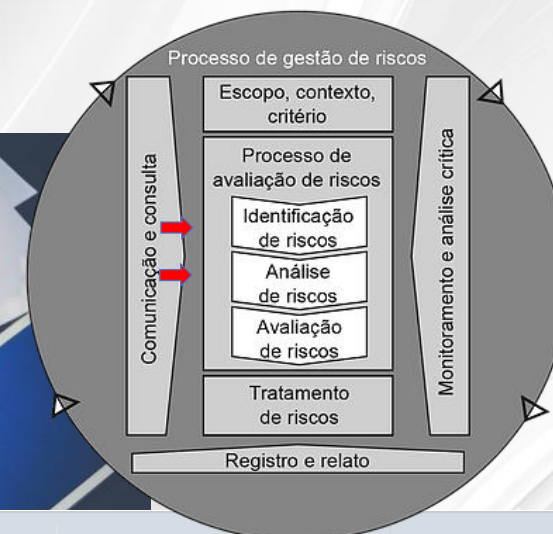 Processo de gestão de riscos
Escopo, contexto,
critério
Comunicação e consulta
Processo de
avaliação de riscos
Identificação
de riscos
Análise
de riscos
Avaliação
de riscos
Monitoramento e análise crítica
Tratamento
de riscos
Registro e relato